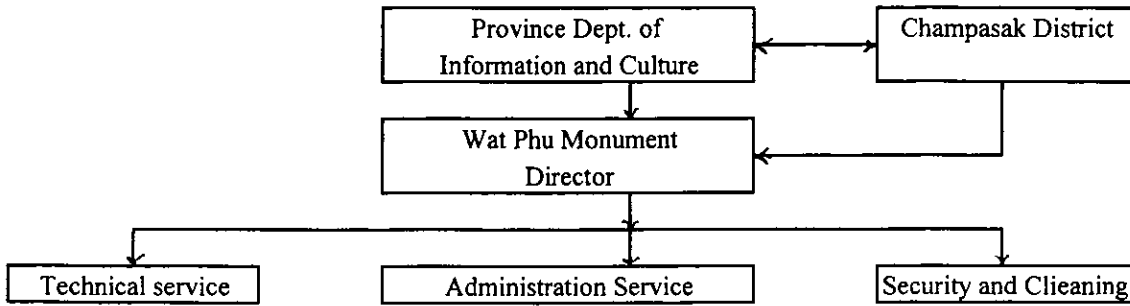 Province Dept. of
Information and Culture
Champasak District
Wat Phu Monument
Director
Technical service
Administration Service
Security and Clieaning